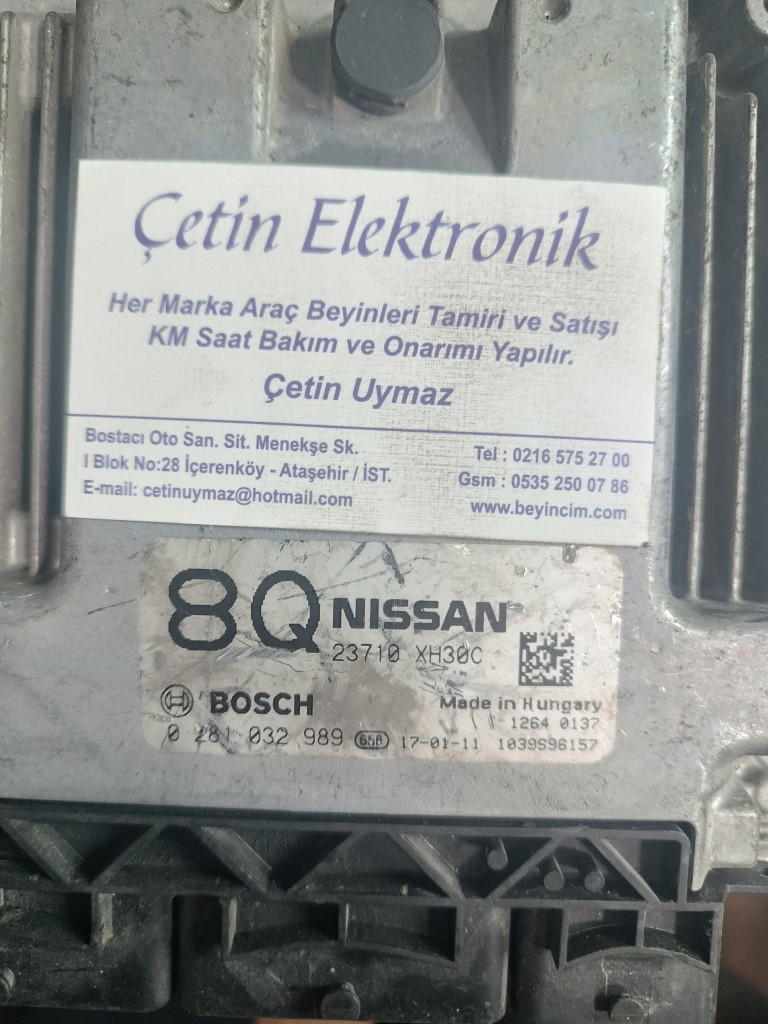 Çetin Elektronik
Her Marka Araç Beyinleri Tamiri ve Satışı
KM Saat Bakım ve Onarımı Yapılır.
Çetin Uymaz
Bostacı Oto San. Sit. Menekşe Sk.
I Blok No:28 İçerenköy - Ataşehir / İST.
E-mail: cetinuymaz@hotmail.com
Tel : 0216 575 27 00
Gsm : 0535 250 07 86
www.beyincim.com
8Q NISSAN
23710 XH30C
BOSCH
Made in Hungary
1264 0137
0 281 032 989 65B 17-01-11 1039S96157